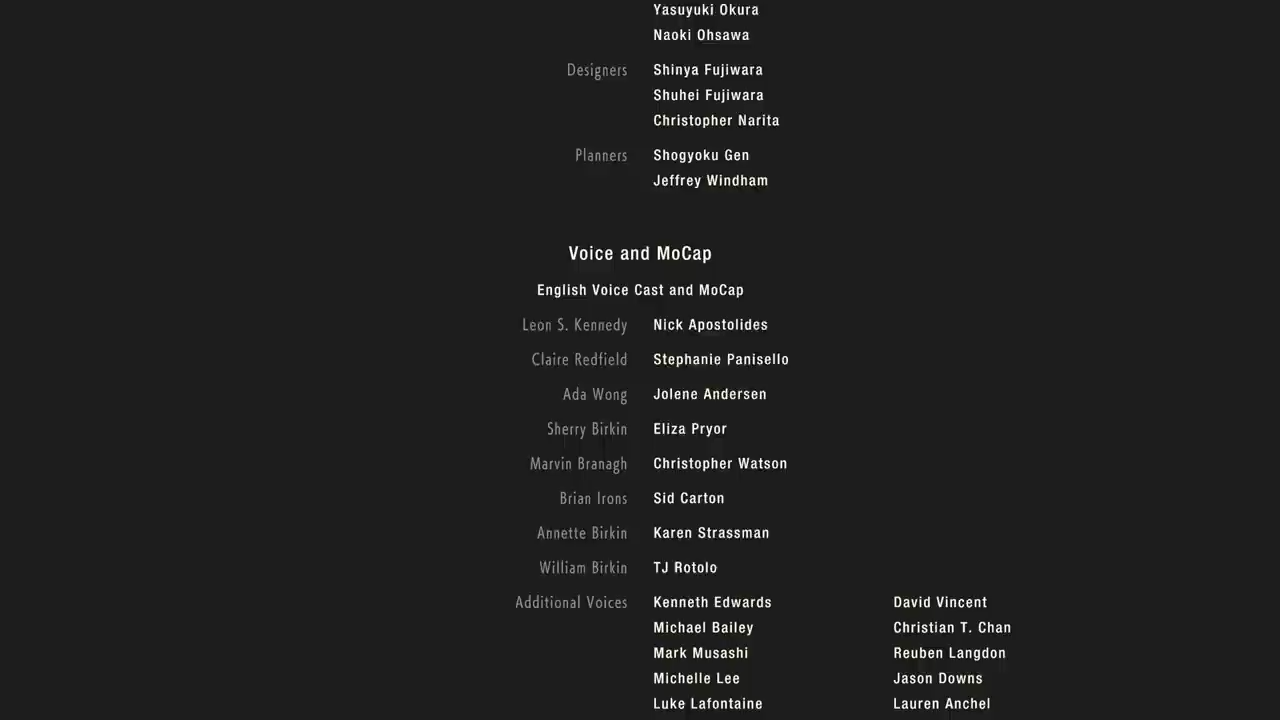 Yasuyuki Okura
Naoki Ohsawa
Designers Shinya Fujiwara
Shuhei Fujiwara
Christopher Narita
Planners Shogyoku Gen
Jeffrey Windham
Voice and MoCap
English Voice Cast and MoCap
Leon S. Kennedy Nick Apostolides
Claire Redfield Stephanie Panisello
Ada Wong Jolene Andersen
Sherry Birkin Eliza Pryor
Marvin Branagh Christopher Watson
Brian Irons Sid Carton
Annette Birkin Karen Strassman
William Birkin TJ Rotolo
Additional Voices Kenneth Edwards David Vincent
Michael Bailey Christian T. Chan
Mark Musashi Reuben Langdon
Michelle Lee Jason Downs
Luke Lafontaine Lauren Anchel